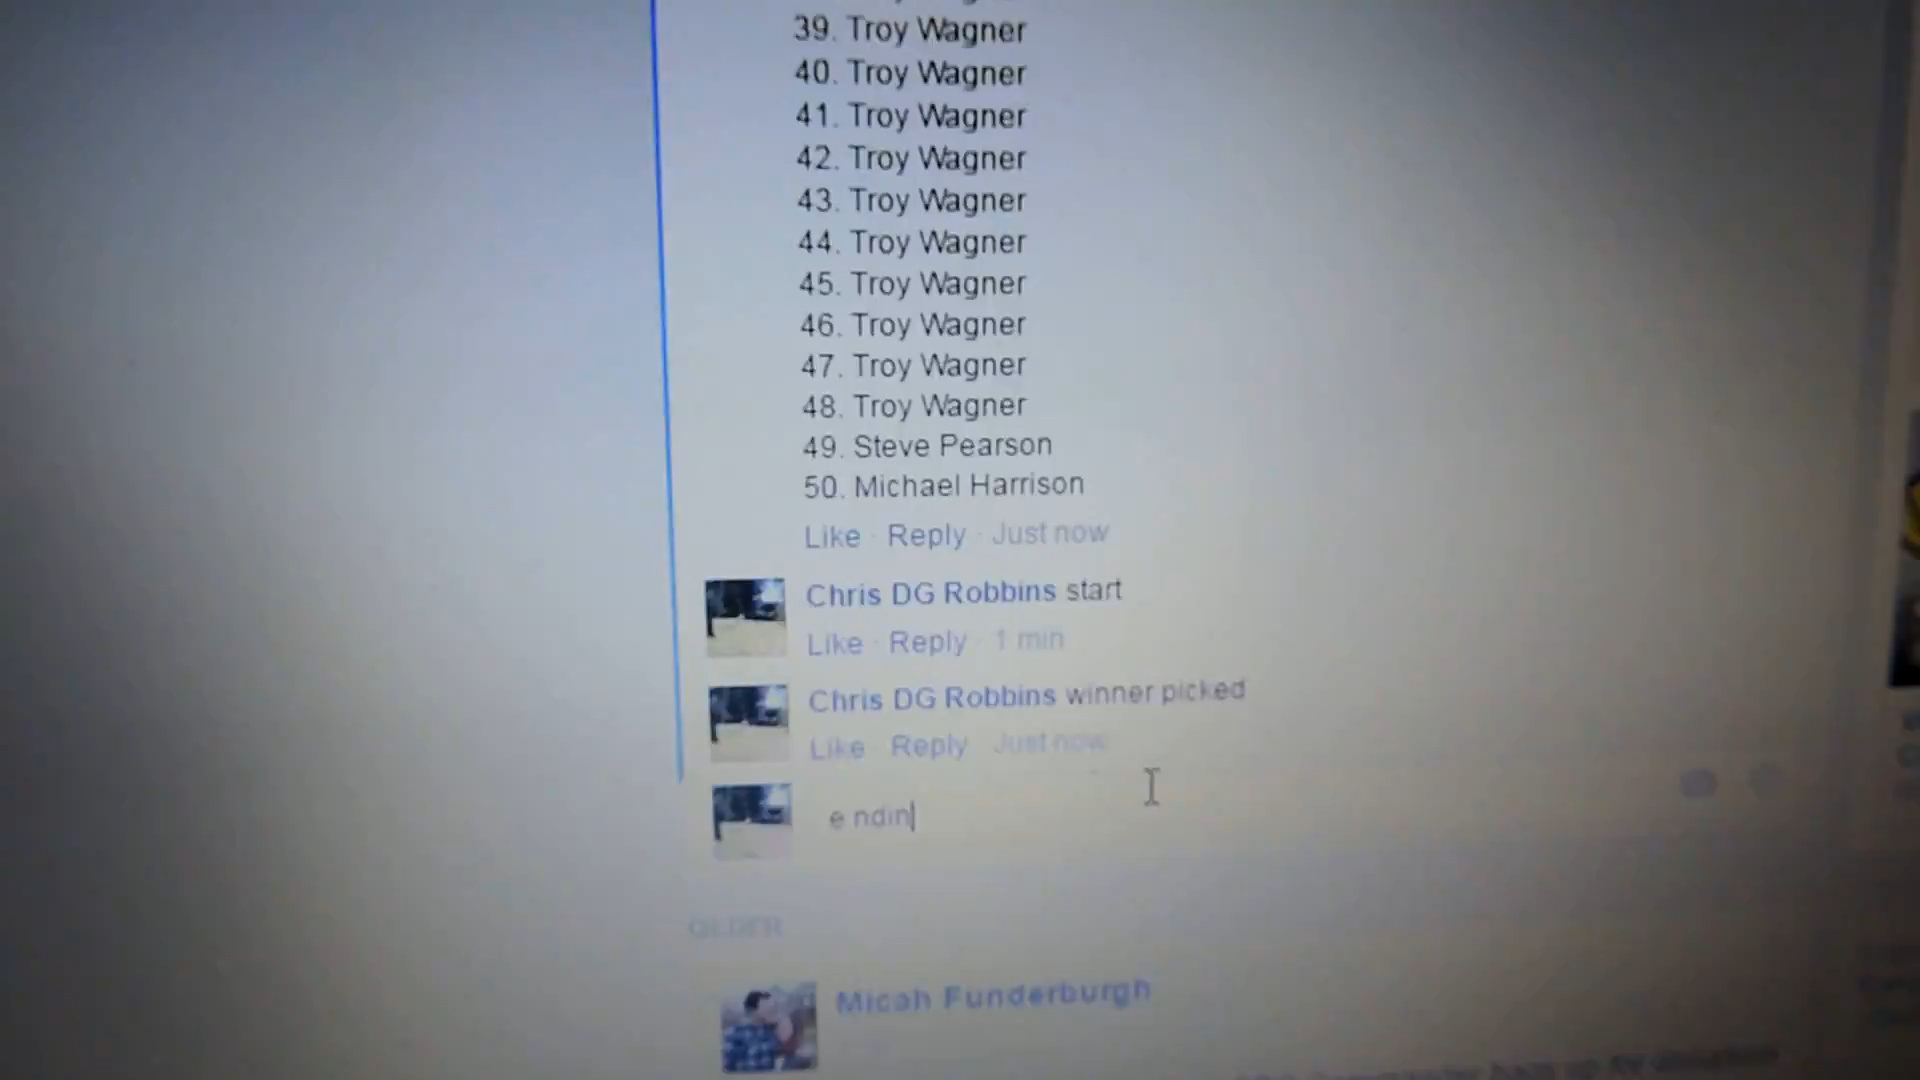 39. Troy Wagner
40. Troy Wagner
41. Troy Wagner
42. Troy Wagner
43. Troy Wagner
44. Troy Wagner
45. Troy Wagner
46. Troy Wagner
47. Troy Wagner
48. Troy Wagner
49. Steve Pearson
50. Michael Harrison
Like · Reply · Just now
Chris DG Robbins start
Like · Reply · 1 min
Chris DG Robbins winner picked
Like · Reply · Just now
e ndin
OLDER
Micah Funderburgh